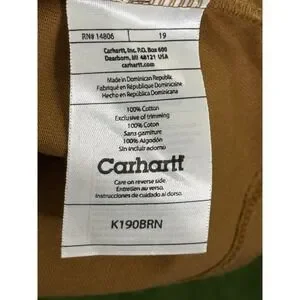 RN# 14806 19
Carhartt, Inc. P.O. Box 600
Dearborn, MI 48121 USA
carhartt.com
Made in Dominican Republic
Fabriqué en République Dominicaine
Hecho en República Dominicana
100% Cotton
Exclusive of trimming
100% Coton
Sans garniture
100% Algodón
Sin incluir adorno
Carhartt
Care on reverse side.
Entretien au verso.
Instrucciones de cuidado al dorso.
K190BRN